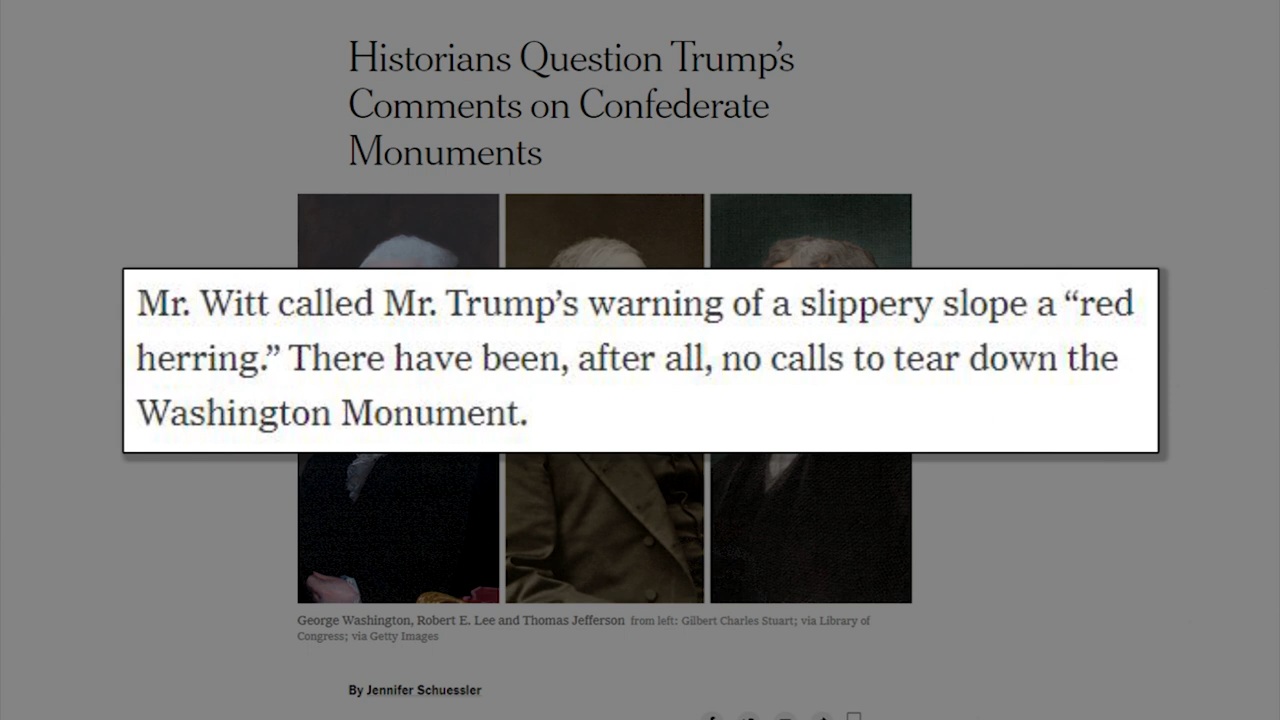 Historians Question Trump's
Comments on Confederate
Monuments
Mr. Witt called Mr. Trump's warning of a slippery slope a “red
herring.” There have been, after all, no calls to tear down the
Washington Monument.
George Washington, Robert E. Lee and Thomas Jefferson from left: Gilbert Charles Stuart; via Library of
Congress; via Getty Images
By Jennifer Schuessler